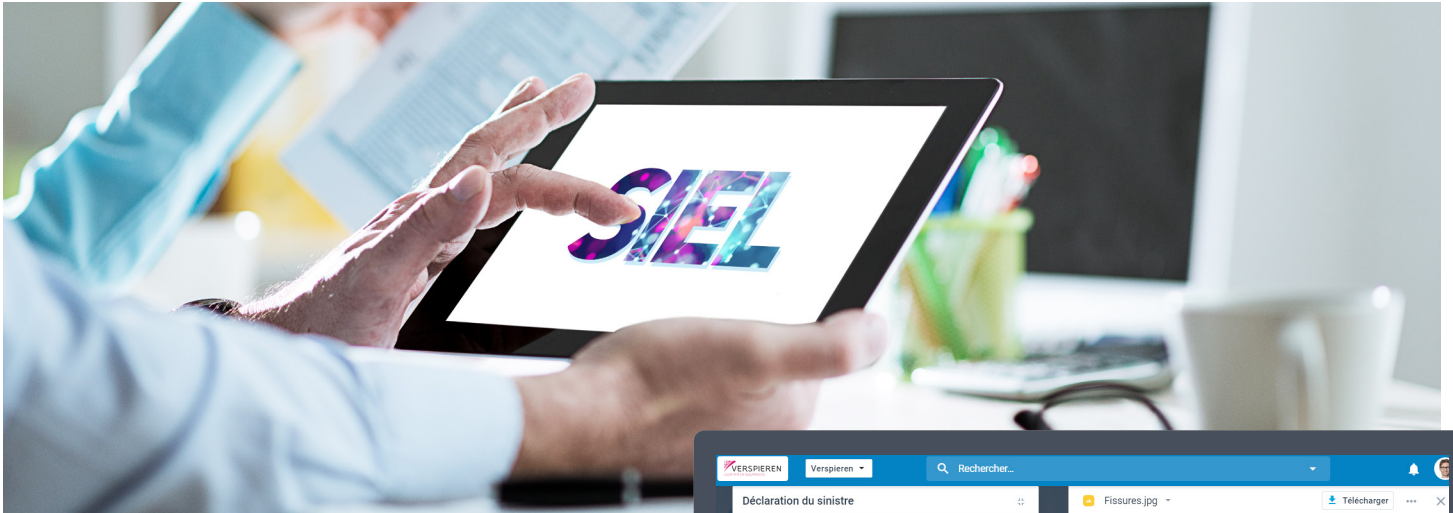 SIEL
VERSPIEREN
Verspieren
Rechercher...
Déclaration du sinistre
Fissures.jpg
Télécharger